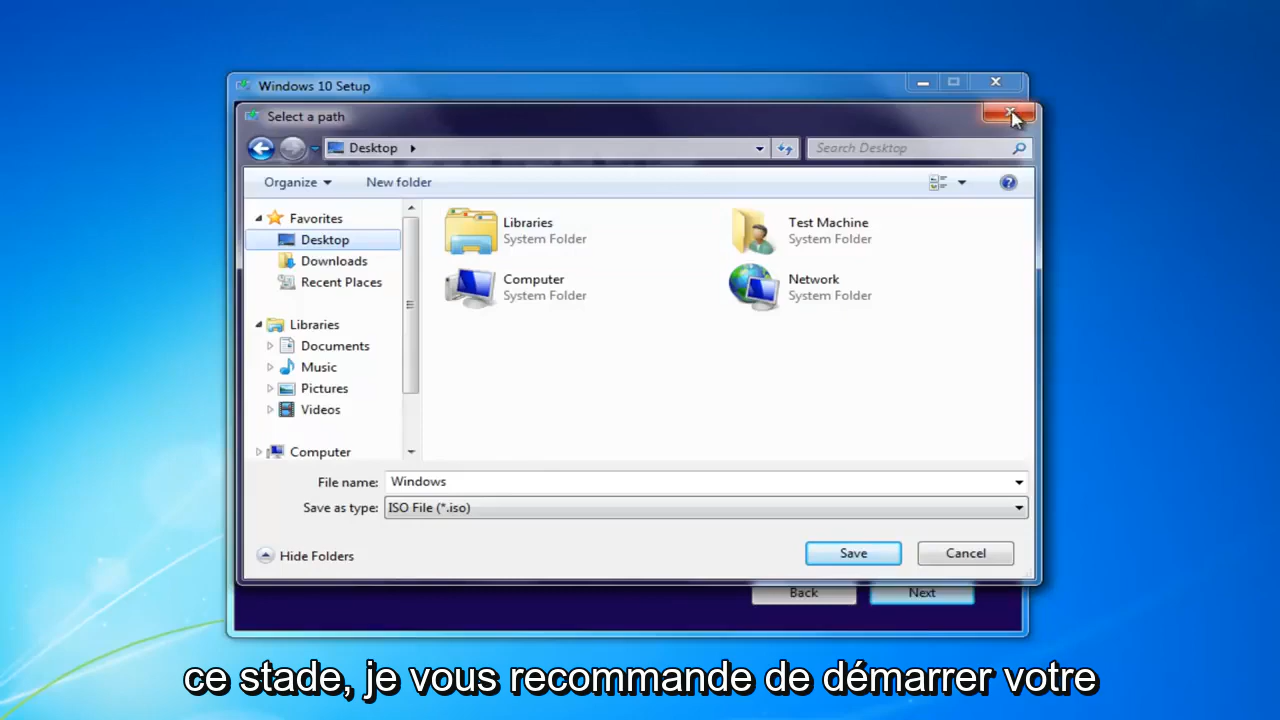 Windows 10 Setup
Select a path
Desktop
Search Desktop
Organize
New folder
Favorites
Desktop
Downloads
Recent Places
Libraries
Documents
Music
Pictures
Videos
Computer
Libraries
System Folder
Test Machine
System Folder
Computer
System Folder
Network
System Folder
File name: Windows
Save as type: ISO File (*.iso)
Hide Folders
Save
Cancel
Back
Next
ce stade, je vous recommande de démarrer votre